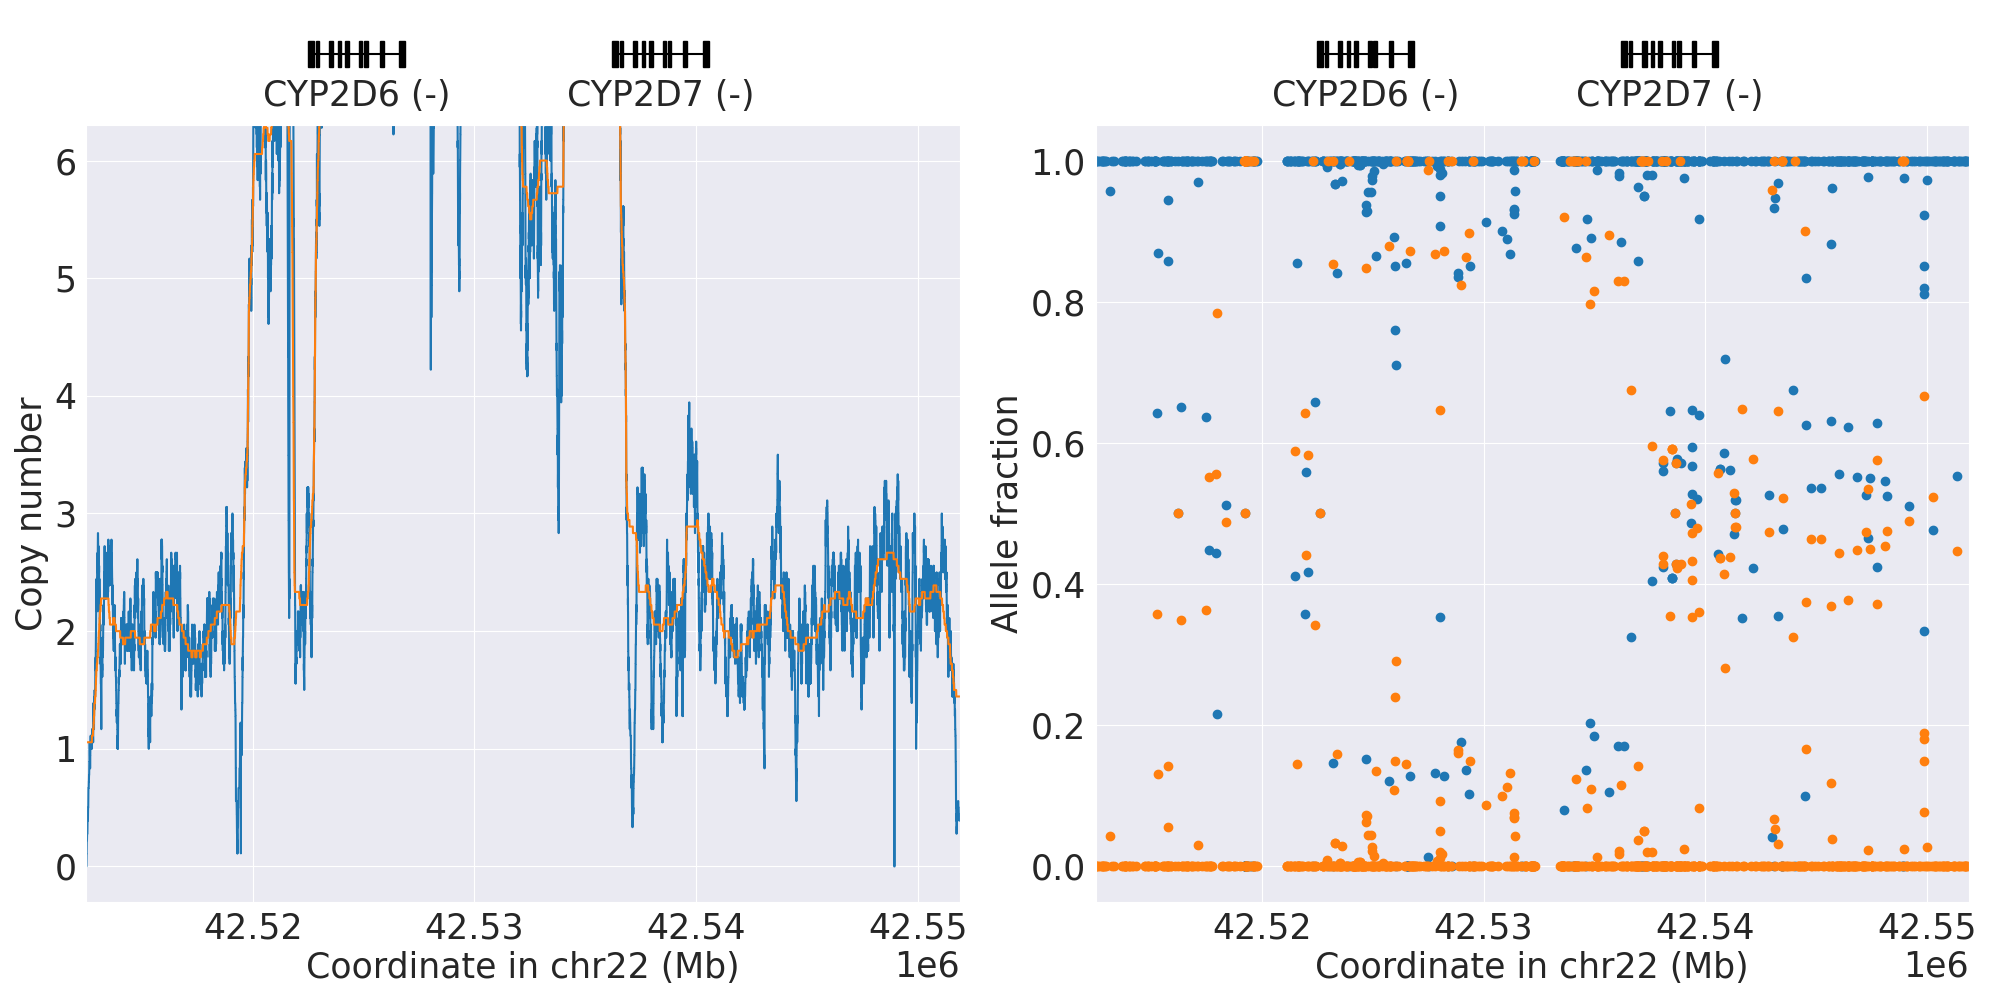 CYP2D6 (-) CYP2D7 (-)
6
5
4
3
2
1
0
Copy number
42.52 42.53 42.54 42.55
Coordinate in chr22 (Mb) 1e6
CYP2D6 (-) CYP2D7 (-)
1.0
0.8
0.6
0.4
0.2
0.0
Allele fraction
42.52 42.53 42.54 42.55
Coordinate in chr22 (Mb) 1e6